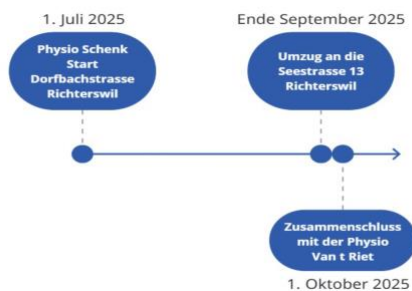 1. Juli 2025
Physio Schenk
Start
Dorfbachstrasse
Richterswil
Ende September 2025
Umzug an die
Seestrasse 13
Richterswil
Zusammenschluss
mit der Physio
Van t Riet
1. Oktober 2025